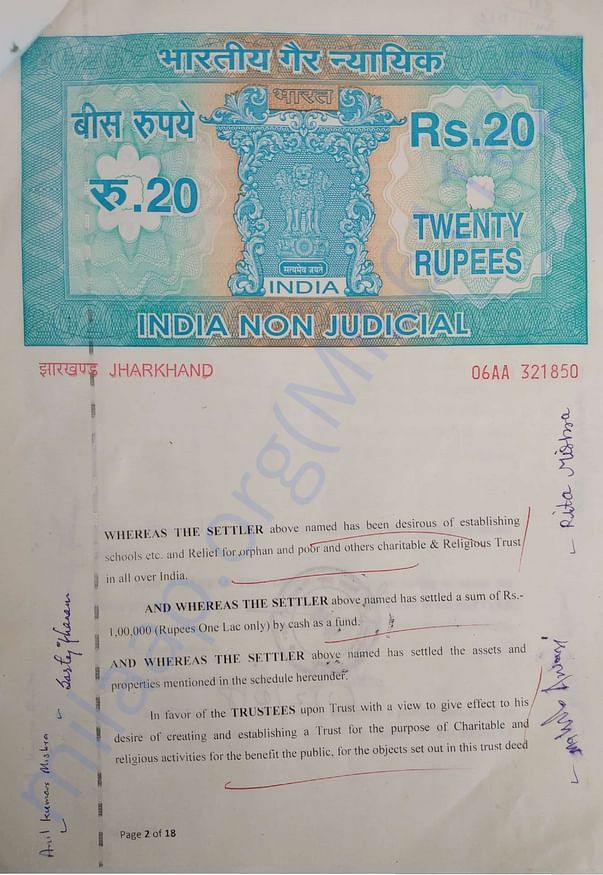 भारतीय गैर न्यायिक
भारत
बीस रुपये
रु.20
Rs.20
TWENTY
RUPEES
सत्यमेव जयते
INDIA
INDIA NON JUDICIAL
झारखण्ड JHARKHAND
06AA 321850
WHEREAS THE SETTLER above named has been desirous of establishing
schools etc. and Relief for orphan and poor and others charitable & Religious Trust
in all over India.
AND WHEREAS THE SETTLER above named has settled a sum of Rs.-
1,00,000 (Rupees One Lac only) by cash as a fund.
AND WHEREAS THE SETTLER above named has settled the assets and
properties mentioned in the schedule hereunder.
In favor of the TRUSTEES upon Trust with a view to give effect to his
desire of creating and establishing a Trust for the purpose of Charitable and
religious activities for the benefit the public, for the objects set out in this trust deed
Page 2 of 18
Anil Kumar Mishra
Rita Mishra
milaap.org